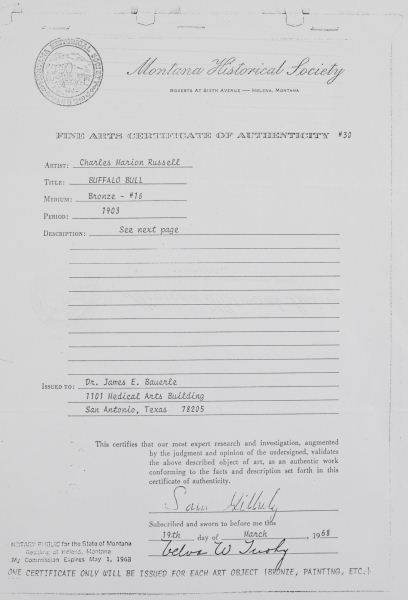 Montana Historical Society
ROBERTS AT SIXTH AVENUE — HELENA, MONTANA
FINE ARTS CERTIFICATE OF AUTHENTICITY #30
ARTIST: Charles Marion Russell
TITLE: BUFFALO BULL
MEDIUM: Bronze - #16
PERIOD: 1903
DESCRIPTION: See next page
ISSUED TO: Dr. James E. Bauerle
1101 Medical Arts Building
San Antonio, Texas 78205
This certifies that our most expert research and investigation, augmented
by the judgment and opinion of the undersigned, validates
the above described object of art, as an authentic work
conforming to the facts and description set forth in this
certificate of authenticity.
Sam
Subscribed and sworn to before me this
19th day of March, 1968
W
NOTARY PUBLIC for the State of Montana
Residing at Helena, Montana
My Commission Expires May 1, 1968
ONE CERTIFICATE ONLY WILL BE ISSUED FOR EACH ART OBJECT (BRONZE, PAINTING, ETC.)